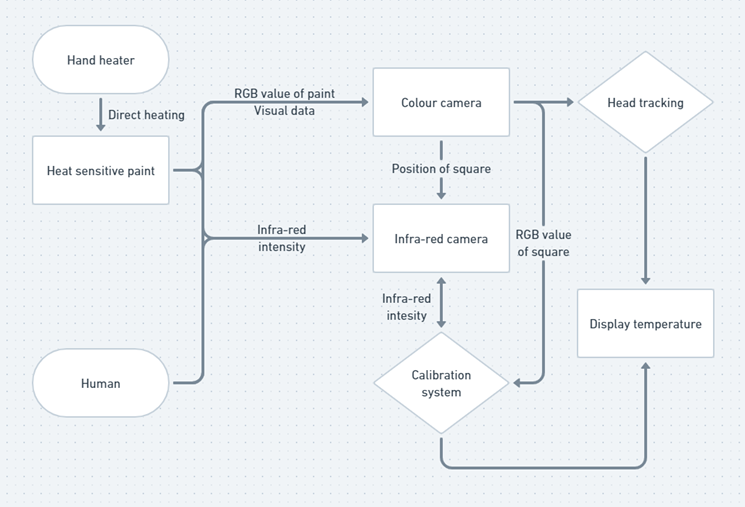 Hand heater
Direct heating
Heat sensitive paint
RGB value of paint
Visual data
Colour camera
Head tracking
Position of square
Infra-red
intensity
Infra-red camera
RGB value
of square
Infra-red
intesity
Display temperature
Human
Calibration
system